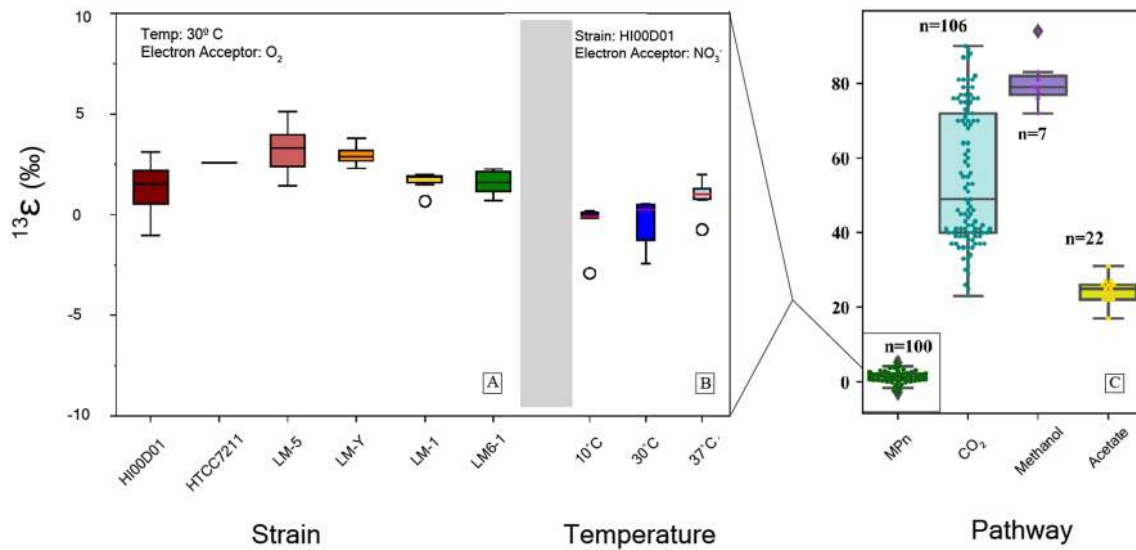 10
5
0
-5
-10
¹³ε (‰)
Temp: 30º C
Electron Acceptor: O₂
A
HI00D01
HTCC7211
LM-5
LM-Y
LM-1
LM6-1
Strain
Strain: HI00D01
Electron Acceptor: NO₃⁻
B
10°C
30°C
37°C
Temperature
80
60
40
20
0
n=106
n=7
n=22
n=100
C
MPn
CO₂
Methanol
Acetate
Pathway